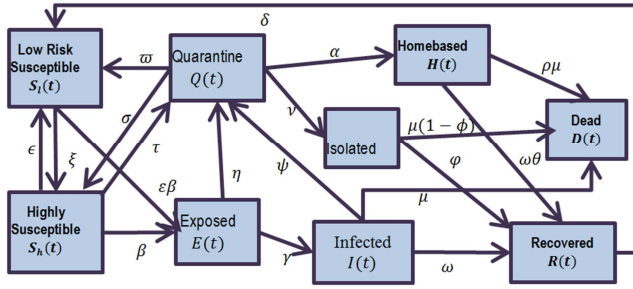 δ
Low Risk
Susceptible
S_l(t)
ϖ
Quarantine
Q(t)
α
Homebased
H(t)
ρμ
Dead
D(t)
σ
τ
ν
Isolated
μ(1 − ϕ)
ωθ
ϵ
ξ
εβ
η
ψ
φ
μ
Highly
Susceptible
S_h(t)
β
Exposed
E(t)
γ
Infected
I(t)
ω
Recovered
R(t)